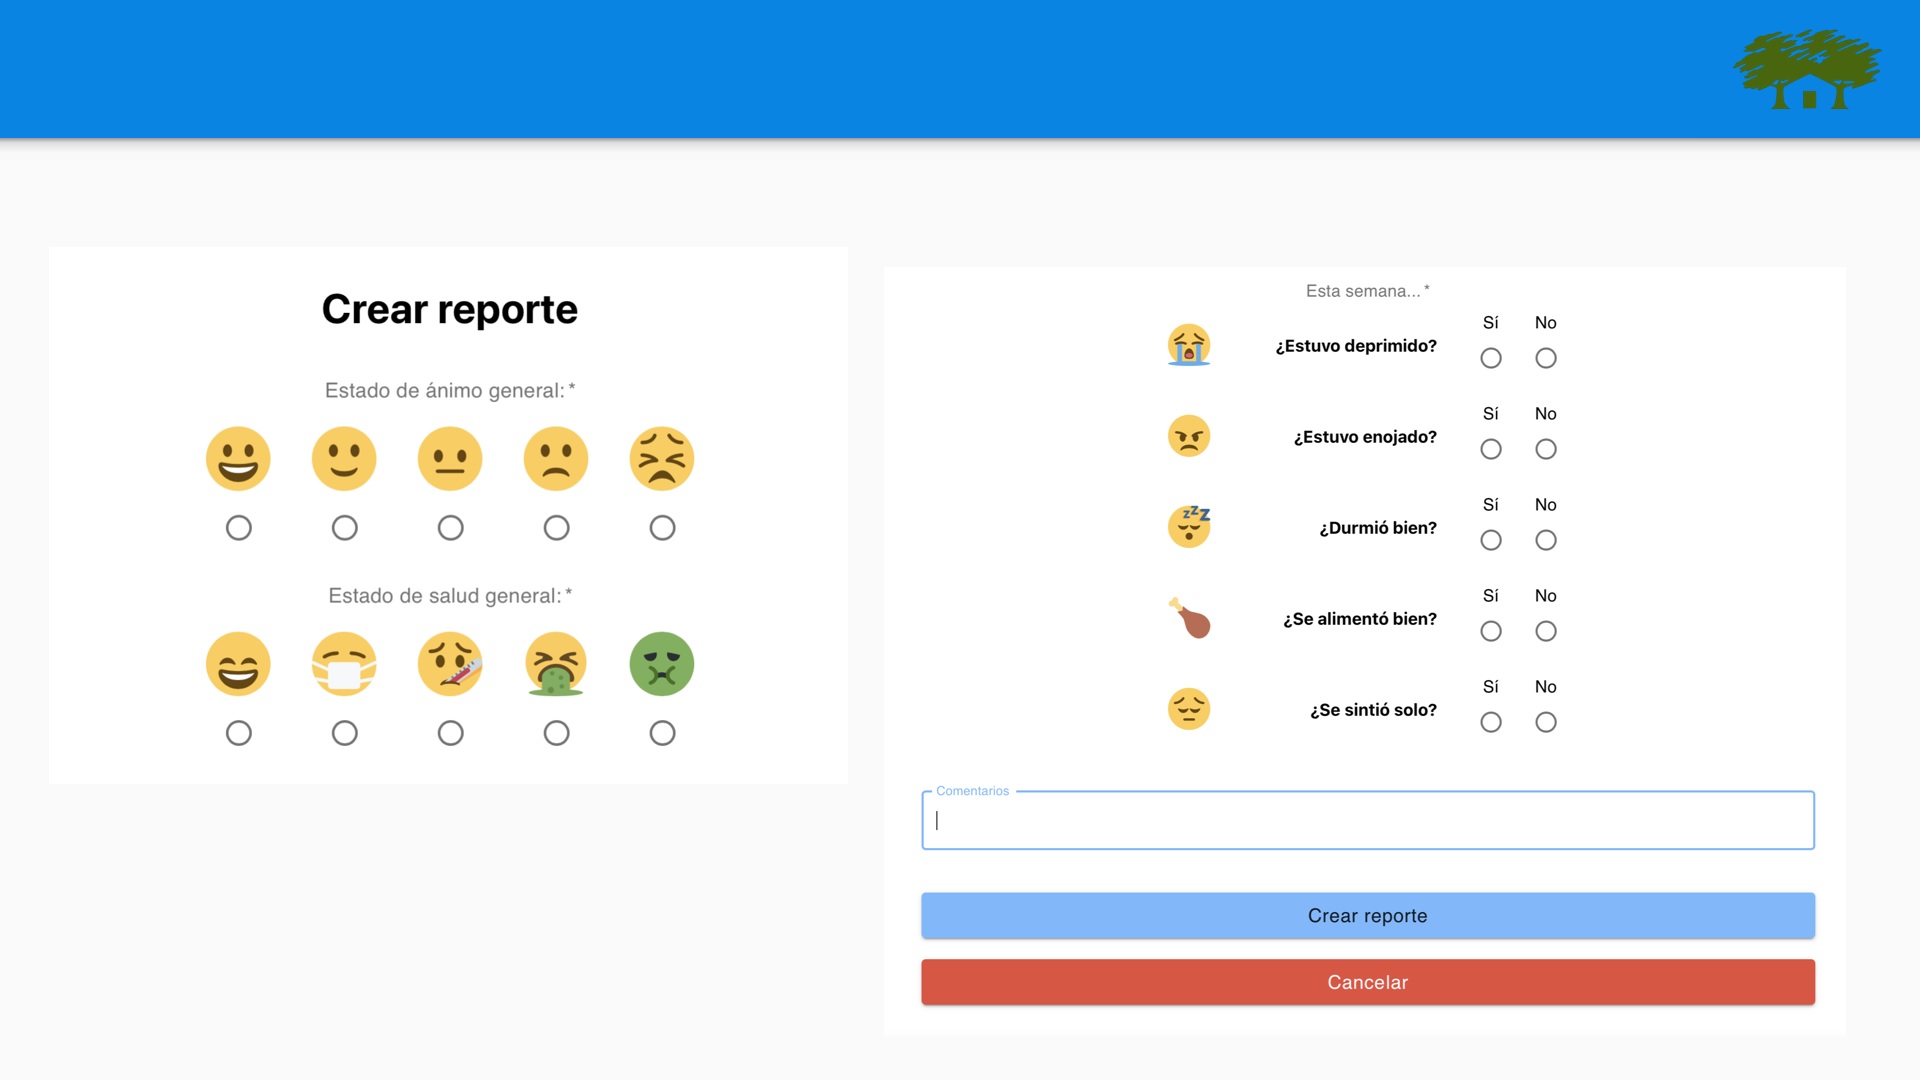 Crear reporte
Estado de ánimo general: *
Estado de salud general: *
Esta semana... *
Sí No
¿Estuvo deprimido?
Sí No
¿Estuvo enojado?
Sí No
¿Durmió bien?
Sí No
¿Se alimentó bien?
Sí No
¿Se sintió solo?
Comentarios
Crear reporte
Cancelar